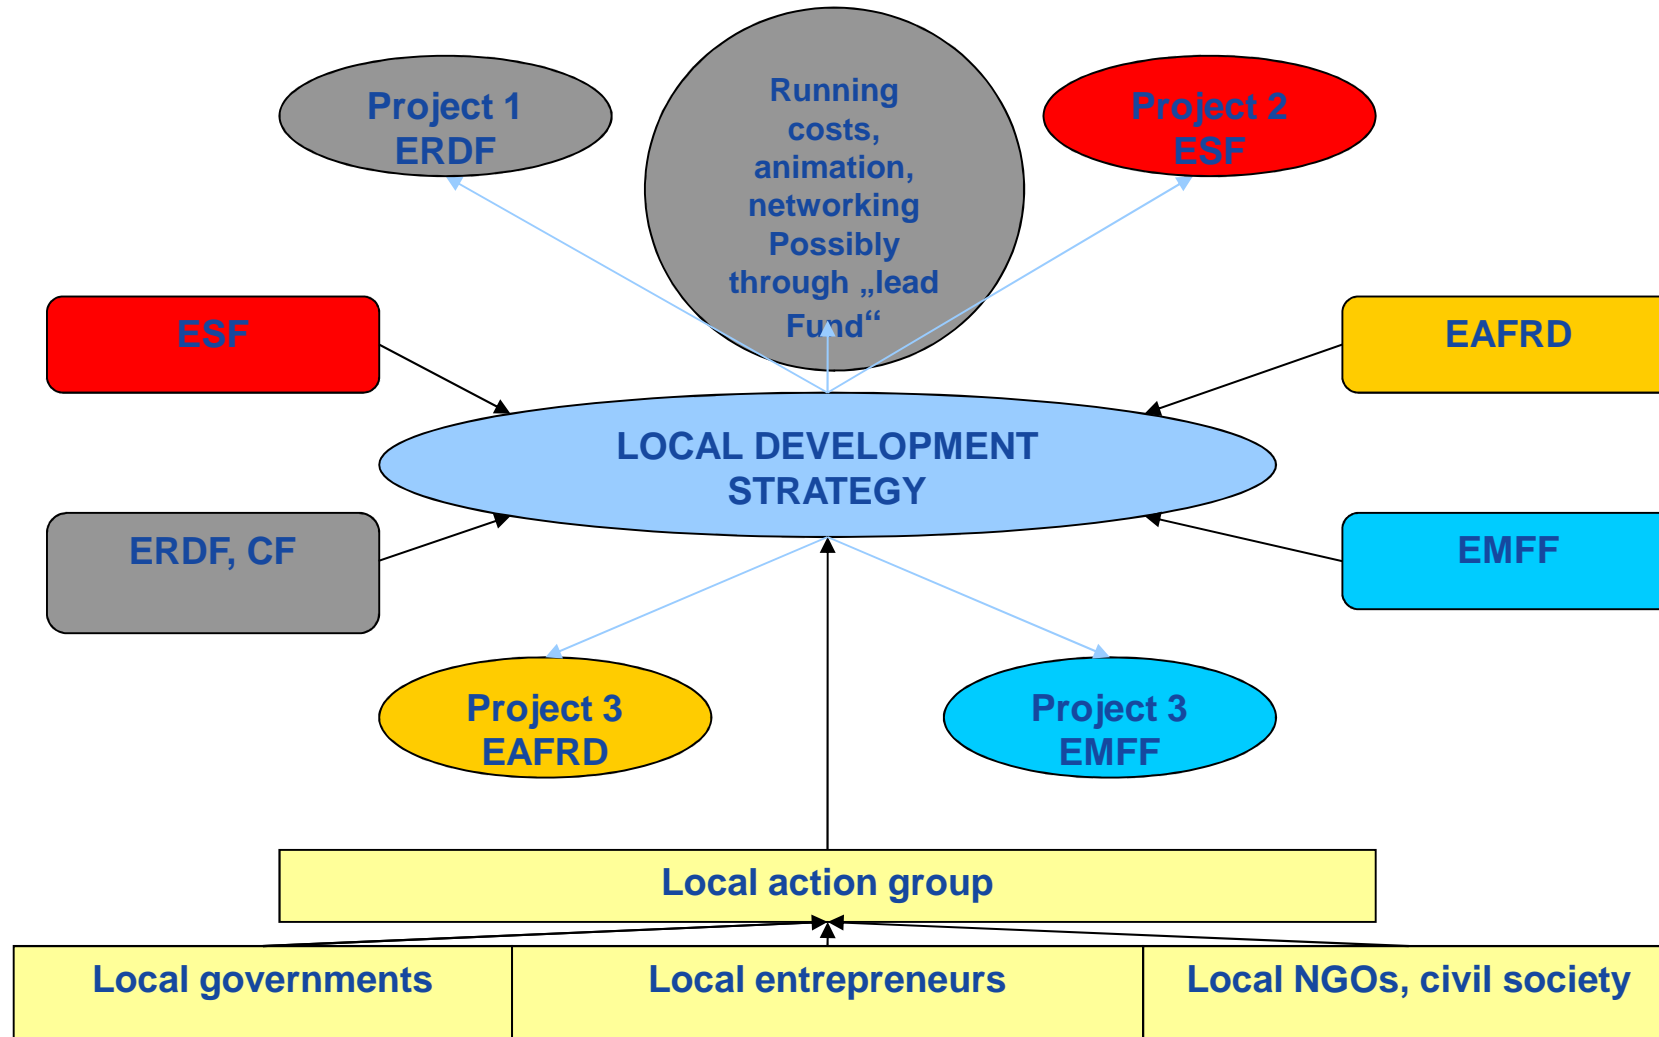 Project 1
ERDF
Running
costs,
animation,
networking
Possibly
through „lead
Fund“
Project 2
ESF
ESF
EAFRD
LOCAL DEVELOPMENT
STRATEGY
ERDF, CF
EMFF
Project 3
EAFRD
Project 3
EMFF
Local action group
Local governments
Local entrepreneurs
Local NGOs, civil society